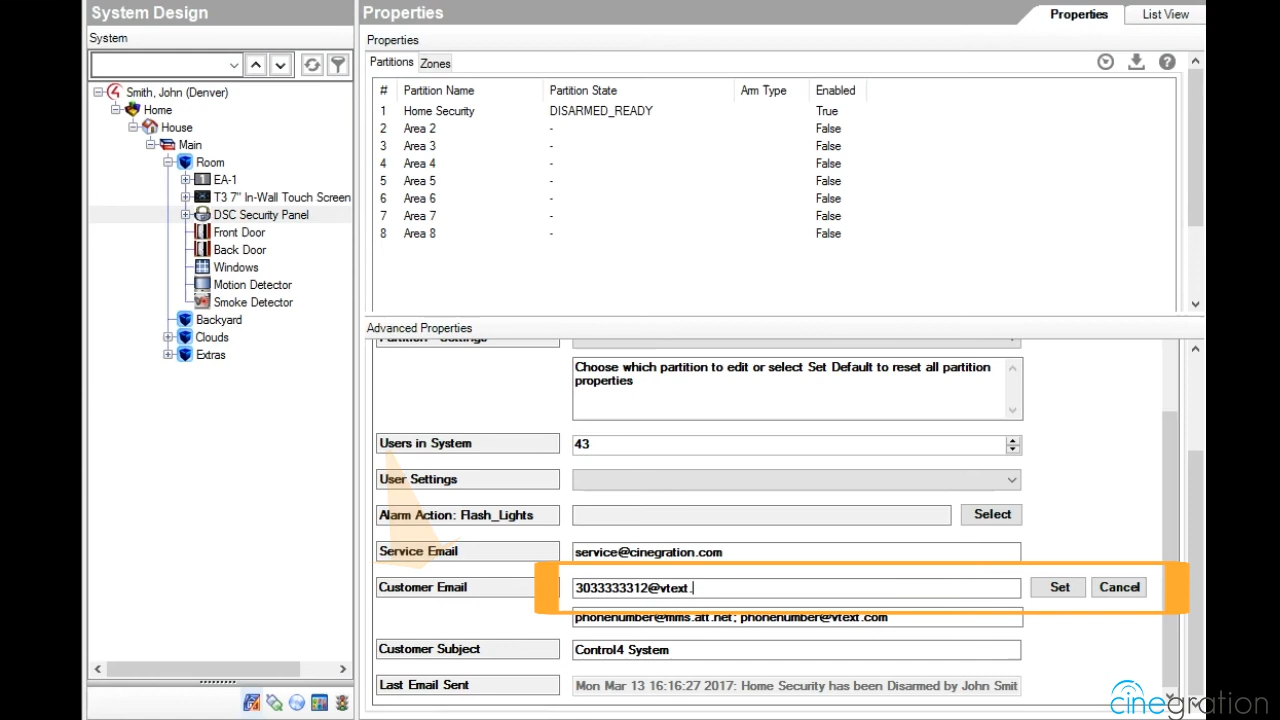 System Design
System
Smith, John (Denver)
Home
House
Main
Room
EA-1
T3 7" In-Wall Touch Screen
DSC Security Panel
Front Door
Back Door
Windows
Motion Detector
Smoke Detector
Backyard
Clouds
Extras
Properties
Properties List View
Properties
Partitions Zones
# Partition Name Partition State Arm Type Enabled
1 Home Security DISARMED_READY True
2 Area 2 - False
3 Area 3 - False
4 Area 4 - False
5 Area 5 - False
6 Area 6 - False
7 Area 7 - False
8 Area 8 - False
Advanced Properties
Partition - Settings
Choose which partition to edit or select Set Default to reset all partition
properties
Users in System 43
User Settings
Alarm Action: Flash_Lights Select
Service Email service@cinegration.com
Customer Email 3033333312@vtext. Set Cancel
phonenumber@mms.att.net; phonenumber@vtext.com
Customer Subject Control4 System
Last Email Sent Mon Mar 13 16:16:27 2017: Home Security has been Disarmed by John Smit
cinegration